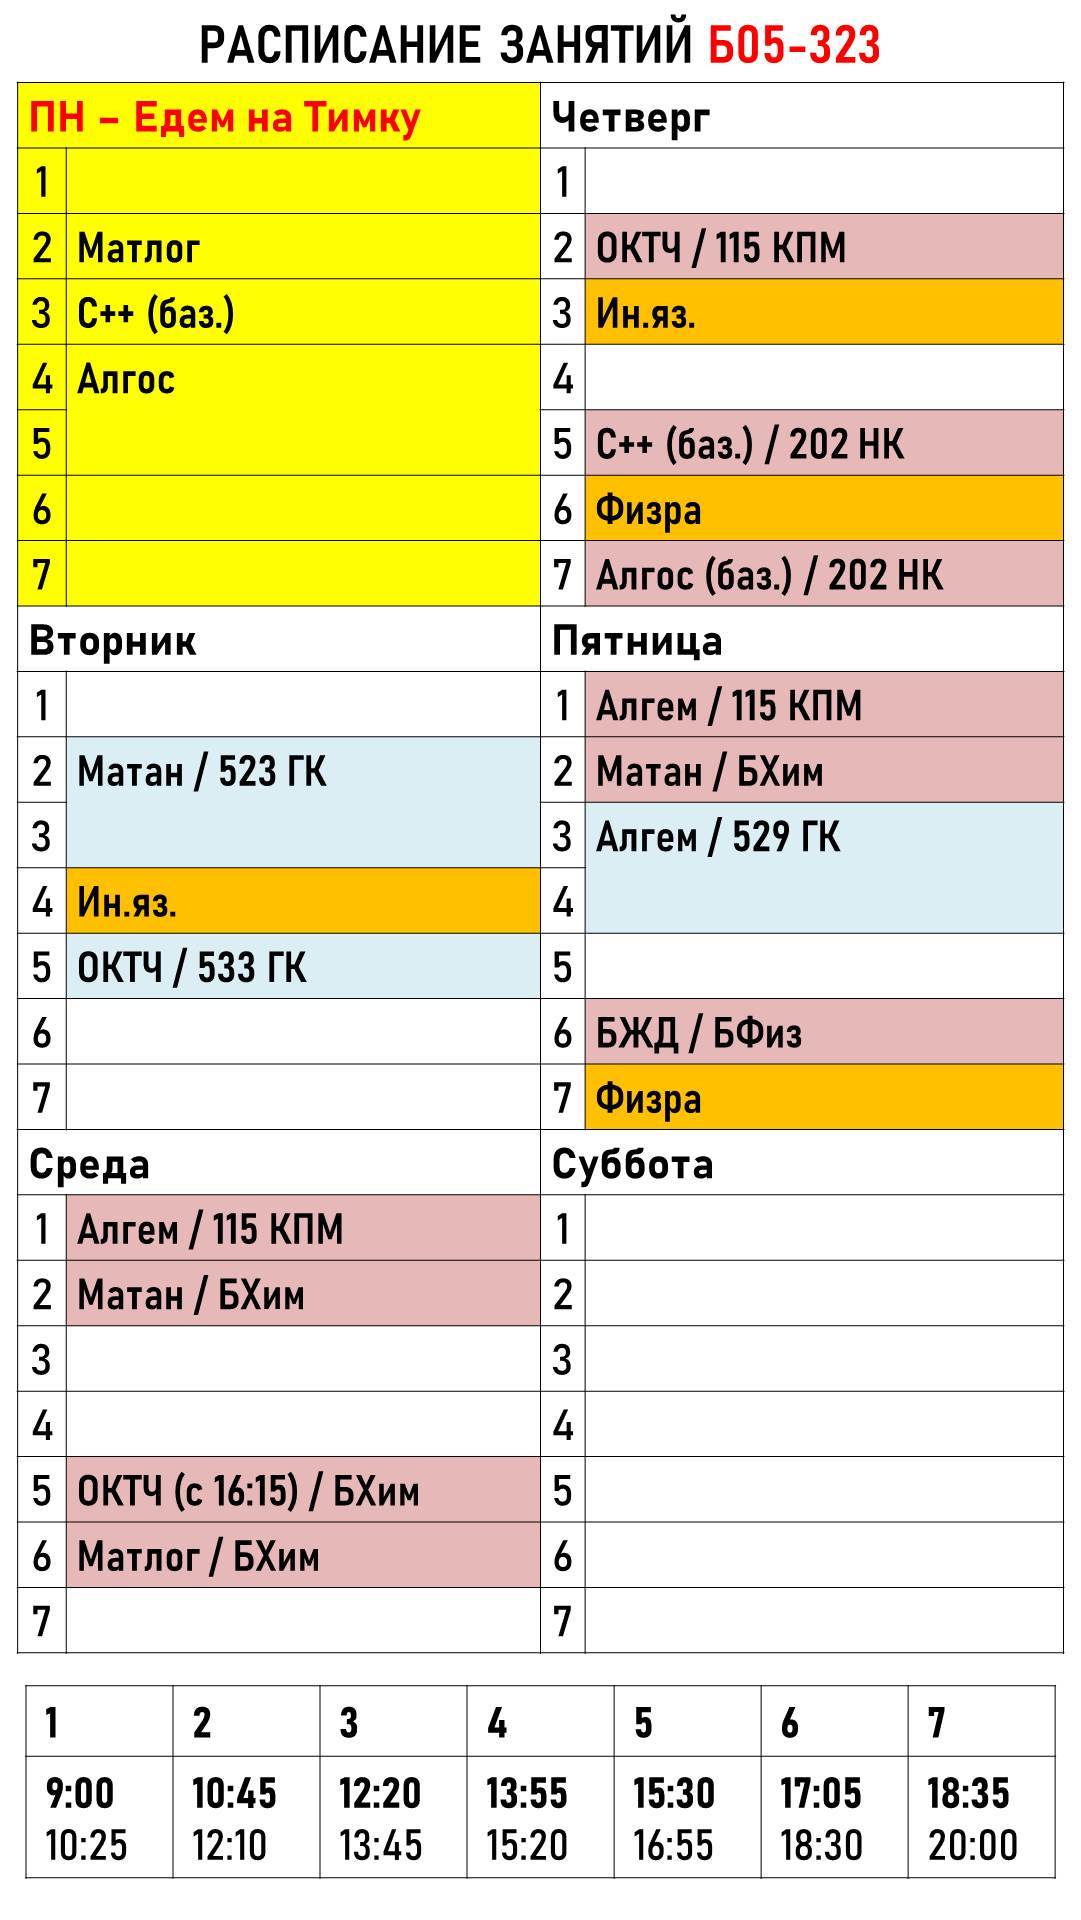 РАСПИСАНИЕ ЗАНЯТИЙ Б05-323
ПН – Едем на Тимку
1
2 Матлог
3 C++ (баз.)
4 Алгос
5
6
7
Вторник
1
2 Матан / 523 ГК
3
4 Ин.яз.
5 ОКТЧ / 533 ГК
6
7
Среда
1 Алгем / 115 КПМ
2 Матан / БХим
3
4
5 ОКТЧ (с 16:15) / БХим
6 Матлог / БХим
7
Четверг
1
2 ОКТЧ / 115 КПМ
3 Ин.яз.
4
5 C++ (баз.) / 202 НК
6 Физра
7 Алгос (баз.) / 202 НК
Пятница
1 Алгем / 115 КПМ
2 Матан / БХим
3 Алгем / 529 ГК
4
5
6 БЖД / БФиз
7 Физра
Суббота
1
2
3
4
5
6
7
1 2 3 4 5 6 7
9:00 10:45 12:20 13:55 15:30 17:05 18:35
10:25 12:10 13:45 15:20 16:55 18:30 20:00